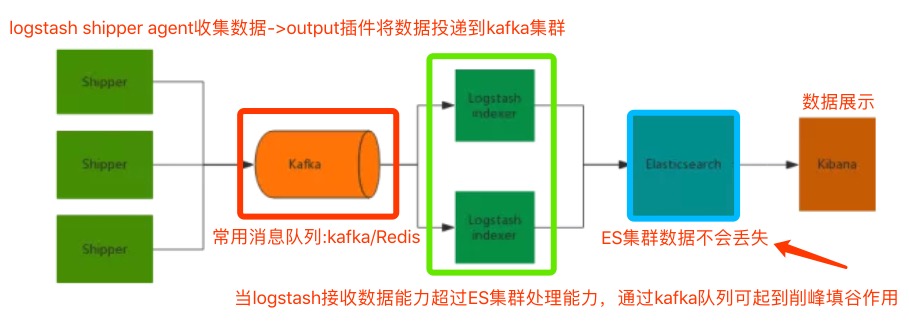 logstash shipper agent收集数据->output插件将数据投递到kafka集群
Shipper
Shipper
Shipper
Kafka
常用消息队列:kafka/Redis
Logstash
indexer
Logstash
indexer
Elasticsearch
ES集群数据不会丢失
数据展示
Kibana
当logstash接收数据能力超过ES集群处理能力，通过kafka队列可起到削峰填谷作用